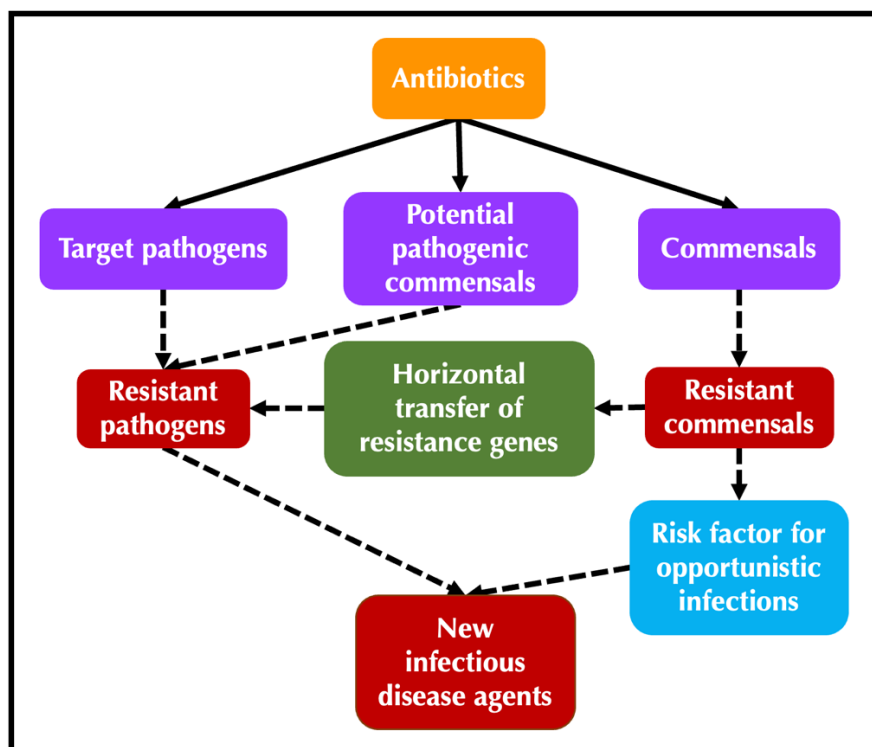 Antibiotics
Target pathogens
Potential
pathogenic
commensals
Commensals
Resistant
pathogens
Horizontal
transfer of
resistance genes
Resistant
commensals
Risk factor for
opportunistic
infections
New
infectious
disease agents